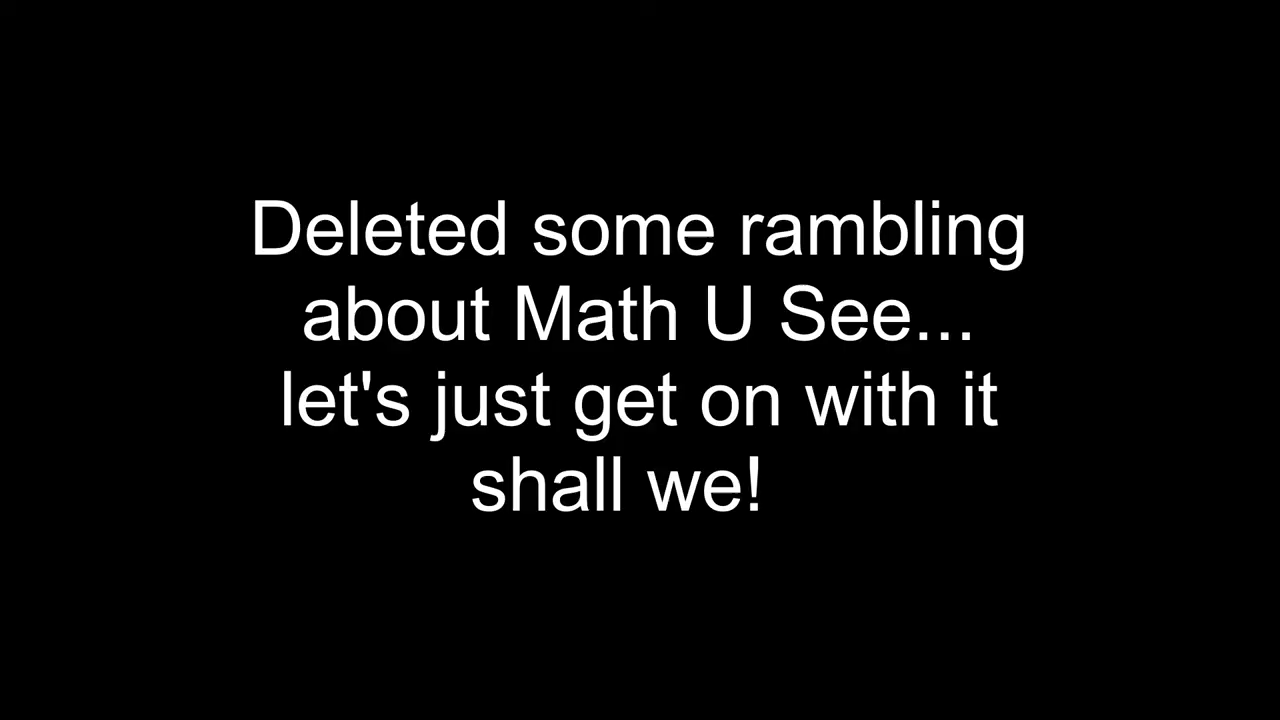 Deleted some rambling
about Math U See...
let's just get on with it
shall we!